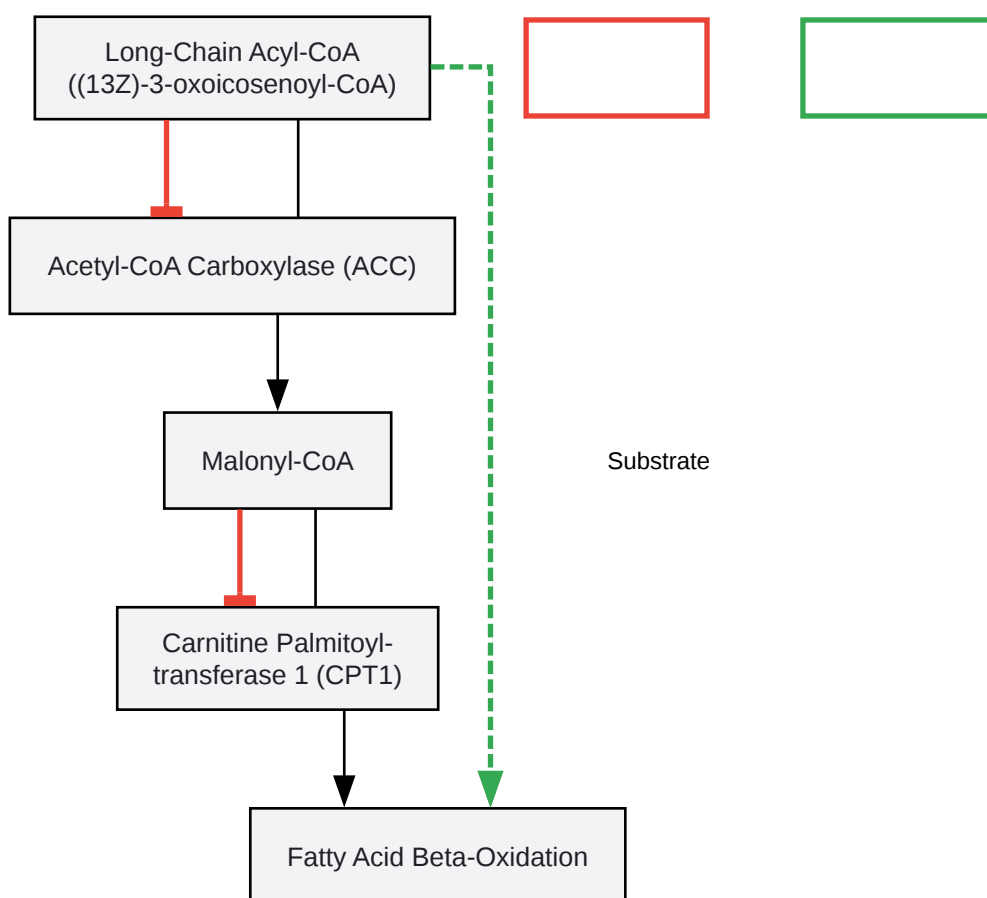 Long-Chain Acyl-CoA
((13Z)-3-oxoicosenoyl-CoA)
Acetyl-CoA Carboxylase (ACC)
Malonyl-CoA
Substrate
Carnitine Palmitoyl-
transferase 1 (CPT1)
Fatty Acid Beta-Oxidation